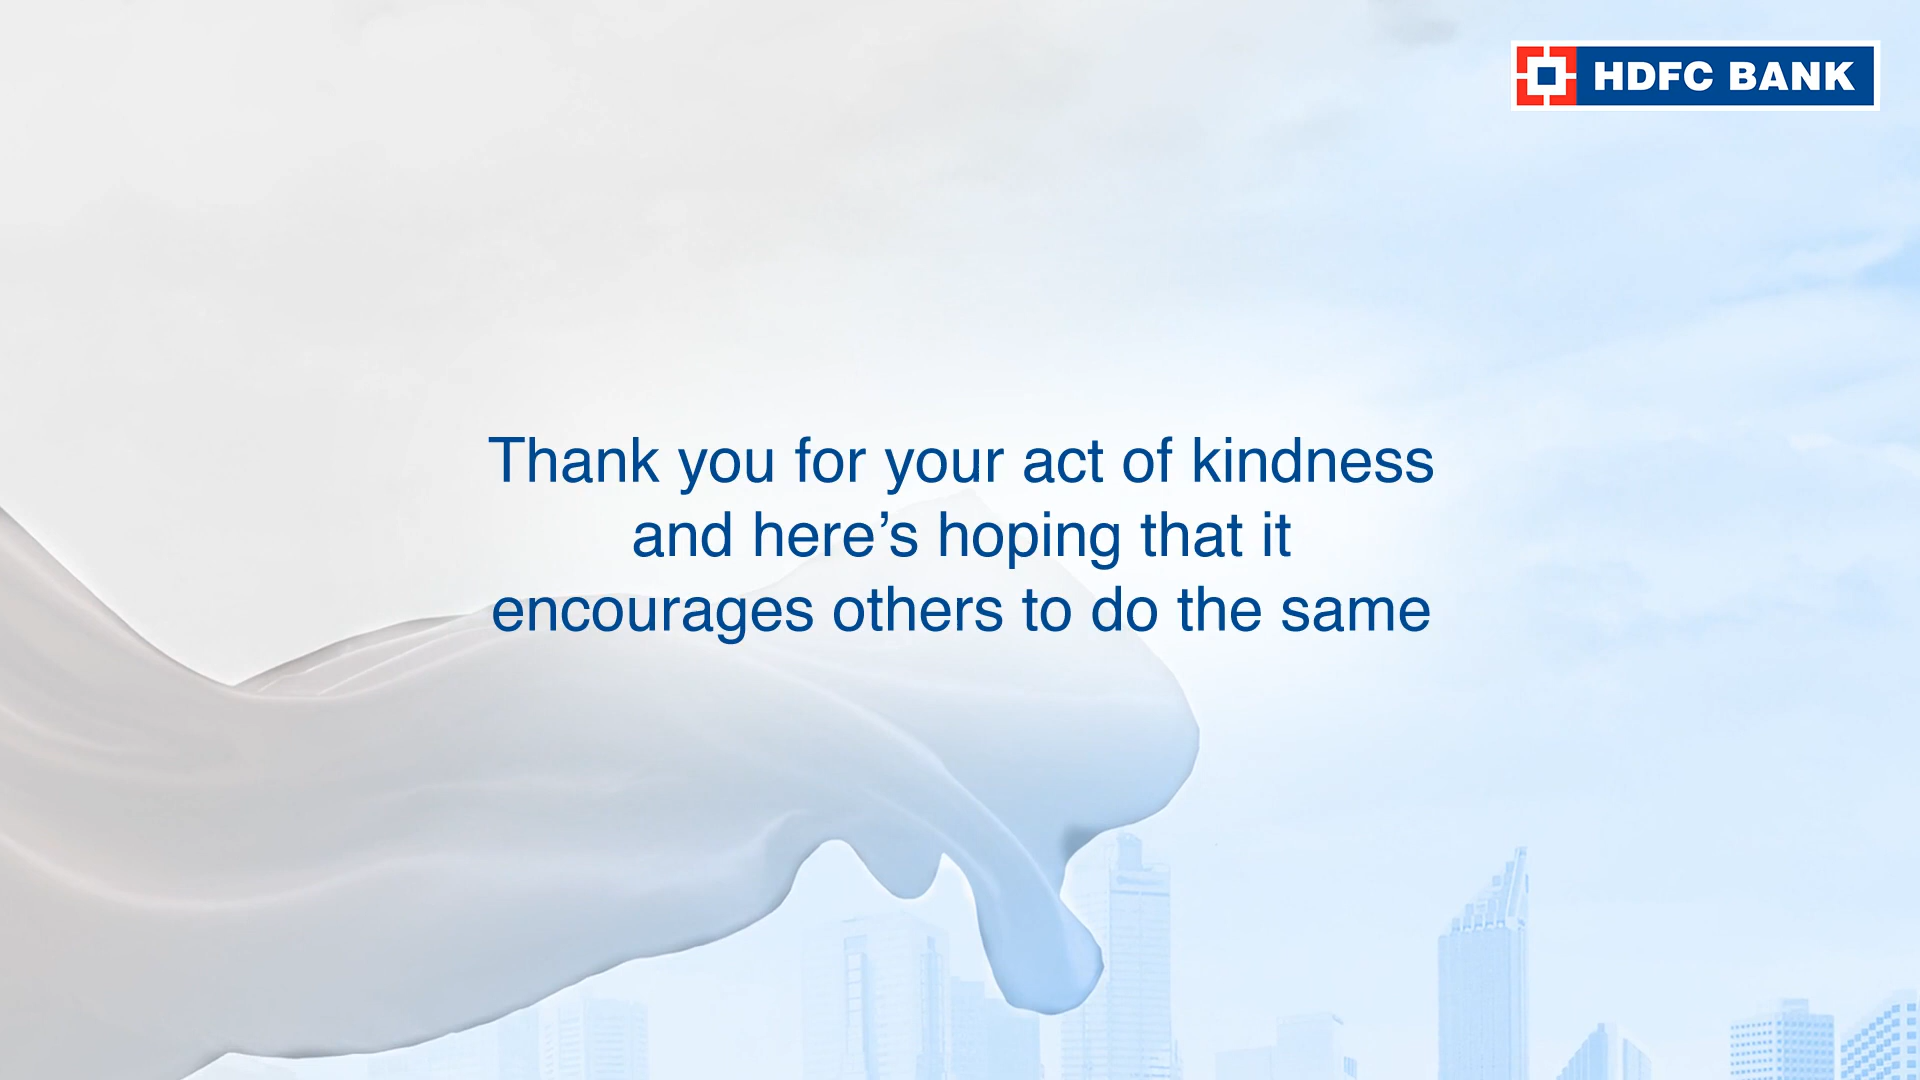 HDFC BANK
Thank you for your act of kindness
and here’s hoping that it
encourages others to do the same